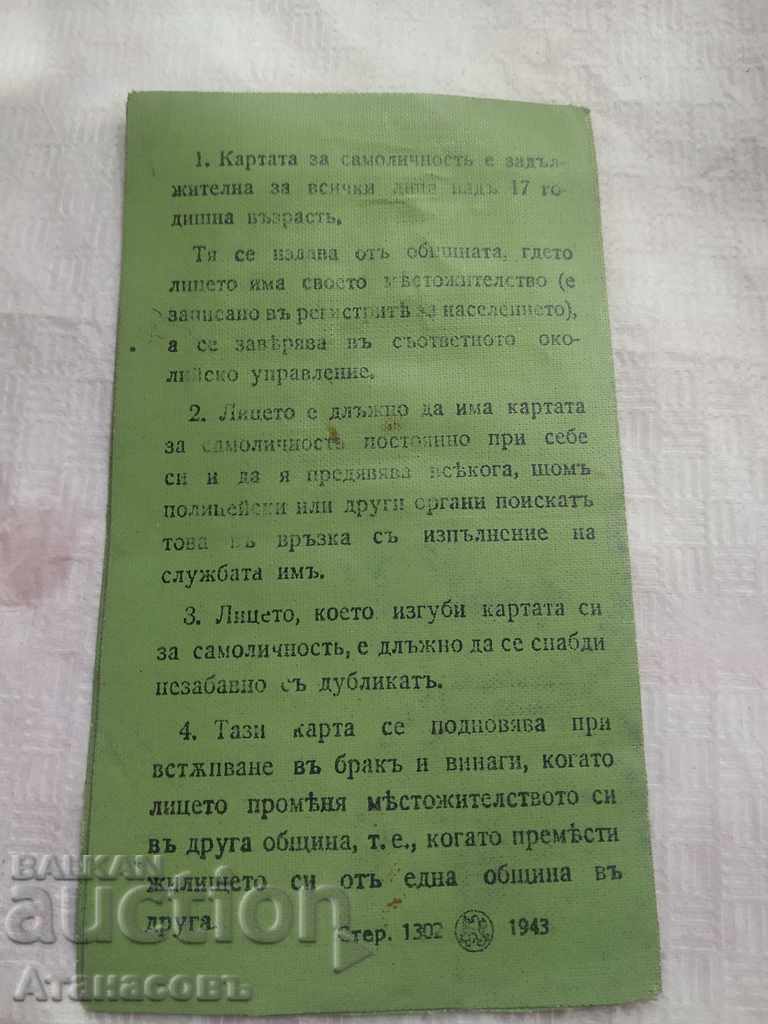 1. Картата за самоличность е задъл-
жителна за всички лица надъ 17 го-
дишна възрасть.
Тя се издава отъ общината, гдето
лицето има своето мѣстожителство (е
записано въ регистритѣ за населението),
а се завѣрява въ съответното око-
лийско управление.
2. Лицето е длъжно да има картата
за самоличность постоянно при себе
си и да я предявява всѣкога, щомъ
полицейски или други органи поискатъ
това въ връзка съ изпълнение на
службата имъ.
3. Лицето, което изгуби картата си
за самоличность, е длъжно да се снабди
незабавно съ дубликатъ.
4. Тази карта се подновява при
встѫпване въ бракъ и винаги, когато
лицето промѣня мѣстожителството си
въ друга община, т. е., когато премѣсти
жилището си отъ една община въ
друга.
Стер. 1302 1943
BALKAN
auction
Атанасовъ